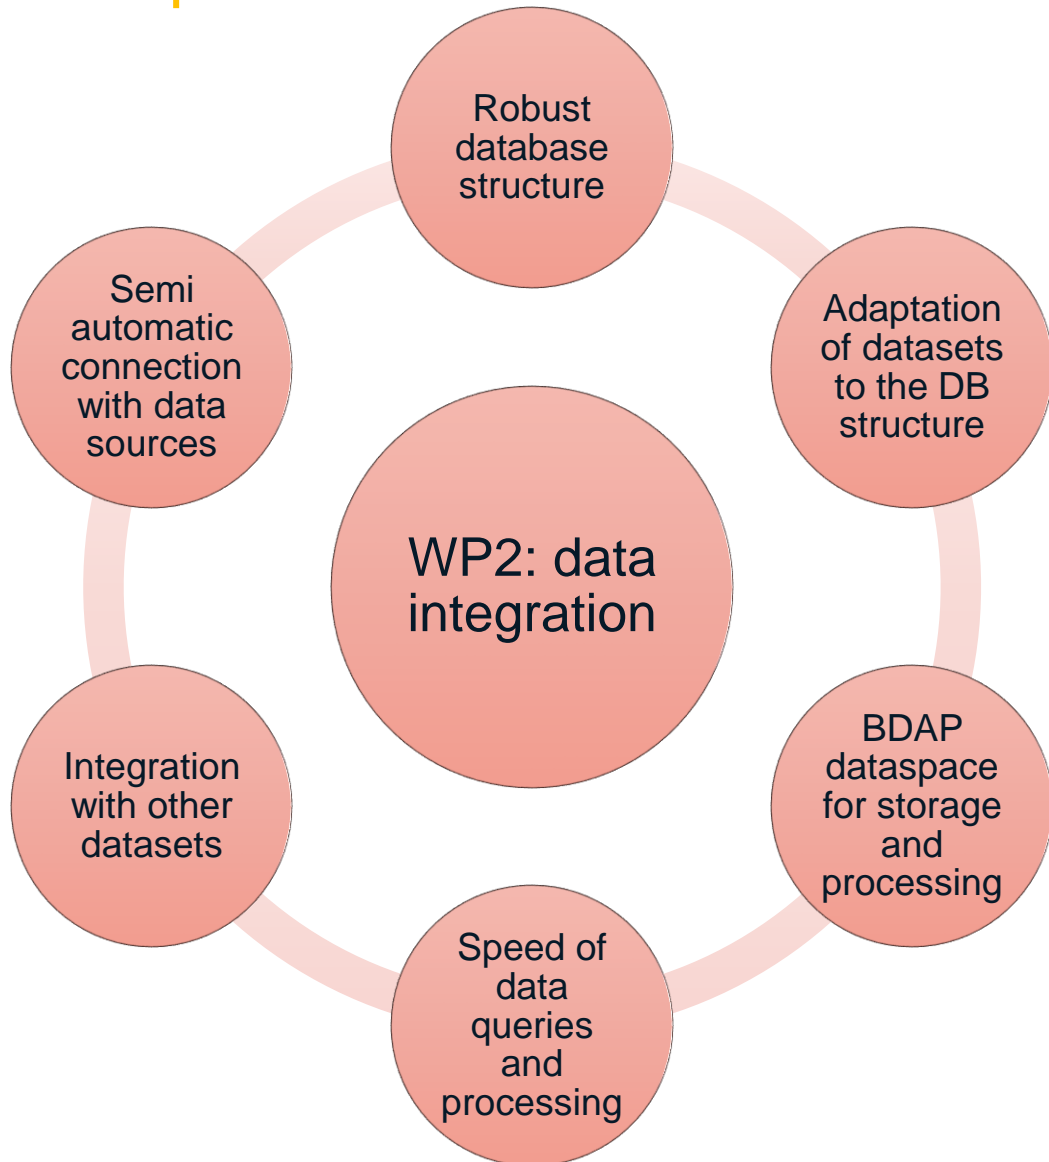 Robust
database
structure
Adaptation
of datasets
to the DB
structure
BDAP
dataspace
for storage
and
processing
Speed of
data
queries
and
processing
Integration
with other
datasets
Semi
automatic
connection
with data
sources
WP2: data
integration